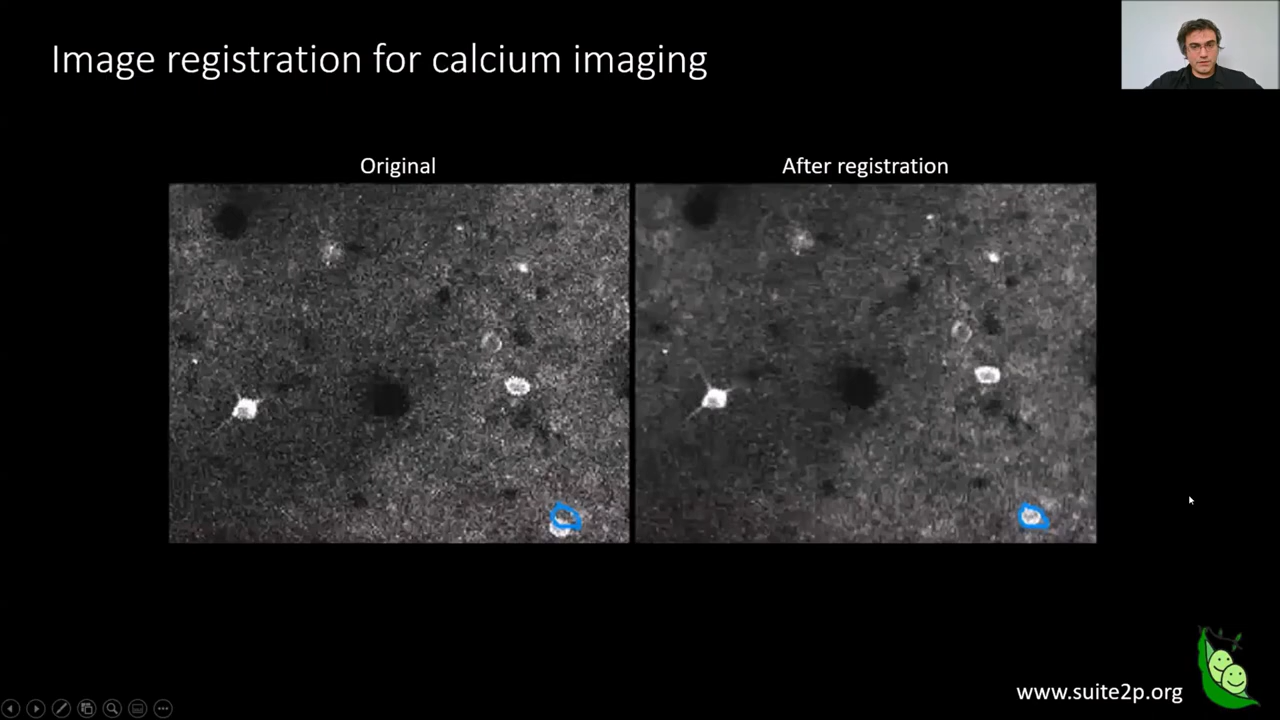 Image registration for calcium imaging
Original
After registration
www.suite2p.org